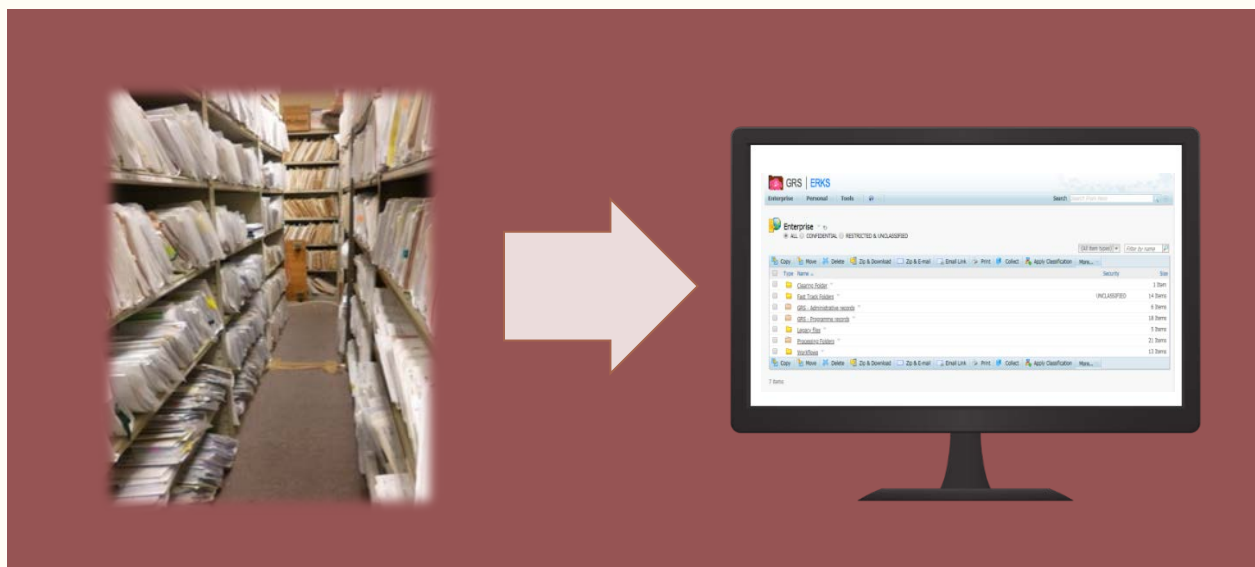 GRS | ERKS
Enterprise Personal Tools Search
Enterprise
ALL CONFIDENTIAL RESTRICTED & UNCLASSIFIED
Filter by name
Copy Move Delete Zip & Download Zip & E-mail Email Link Print Collect Apply Classification More...
Type Name Security Size
Clearing Folder 1 Item
Fast Track Folders UNCLASSIFIED 14 Items
GRS - Administrative records 6 Items
GRS - Programme records 18 Items
Legacy files 5 Items
Processing Folders 21 Items
Workflows 13 Items
Copy Move Delete Zip & Download Zip & E-mail Email Link Print Collect Apply Classification More...
7 items